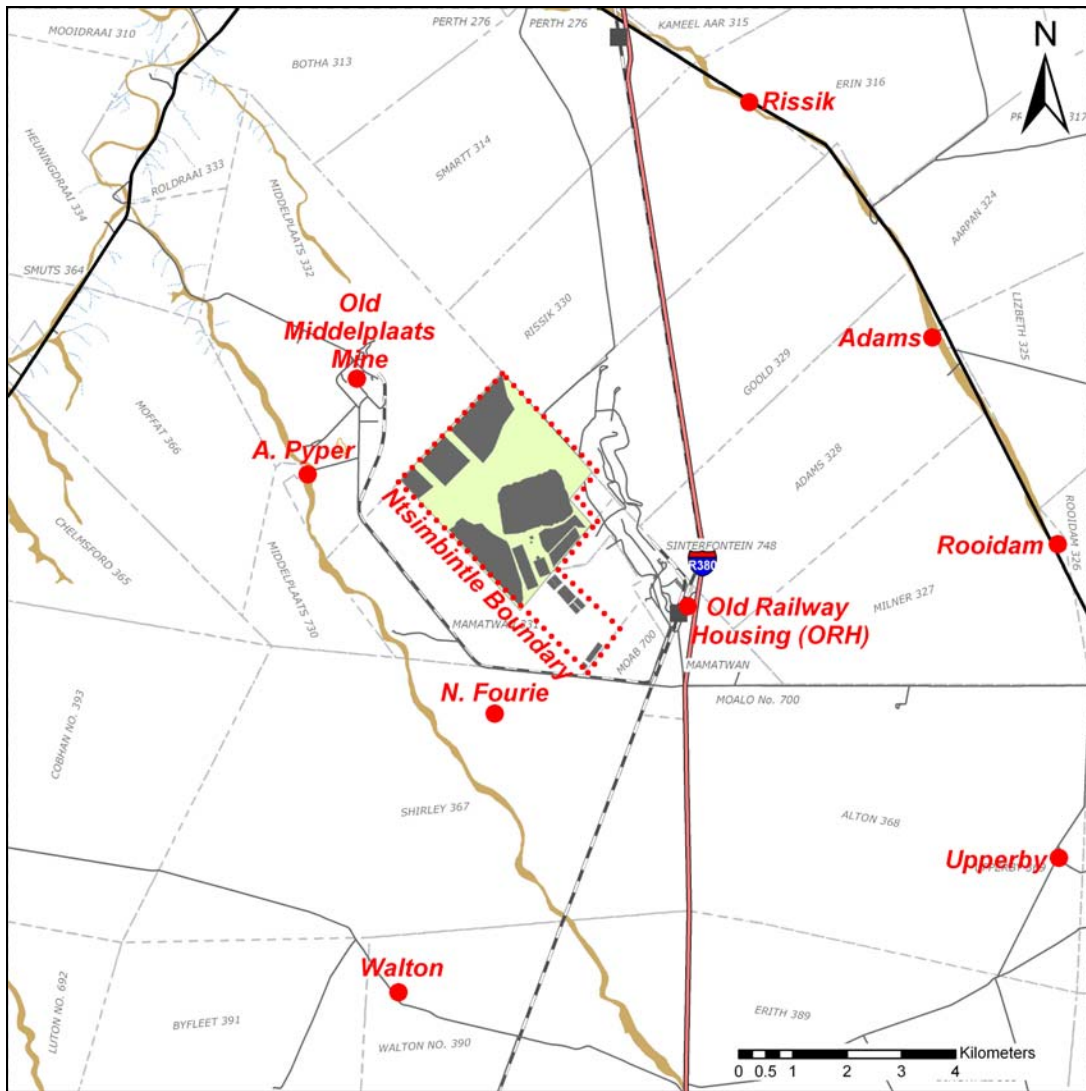 MOOIDRAAI 310
PERTH 276
PERTH 276
KAMEEL AAR 315
BOTHA 313
N
ERIN 316
Rissik
317
HEUNINGDRAAI 334
ROLDRAAI 333
SMARTT 314
MIDDELPLAATS 332
AARPAN 324
SMUTS 364
Old
Middelplaats
Mine
RISSIK 330
LIZBETH 325
Adams
GOOLD 329
MOFFAT 366
A. Pyper
ADAMS 328
CHELMSFORD 365
Ntsimbintle Boundary
SINTERFONTEIN 748
R380
Rooidam
ROOIDAM 326
MIDDELPLAATS 730
MAMATWAN 331
Old Railway
Housing (ORH)
MILNER 327
MOAB 700
MAMATWAN
N. Fourie
MOALO No. 700
COBHAN NO. 393
SHIRLEY 367
ALTON 368
Upperby
Walton
LUTON NO. 692
BYFLEET 391
WALTON NO. 390
ERITH 389
Kilometers
0 0.5 1 2 3 4